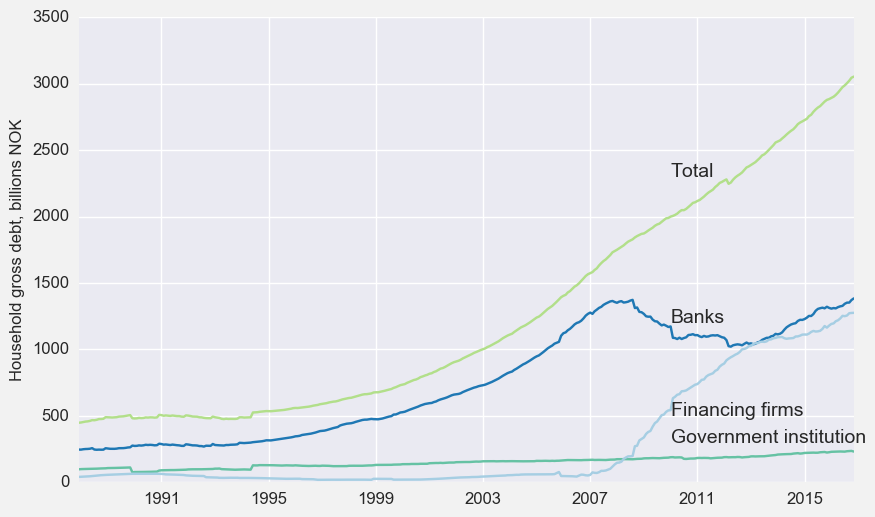 Household gross debt, billions NOK
3500
3000
2500
2000
1500
1000
500
0
Total
Banks
Financing firms
Government institution
1991 1995 1999 2003 2007 2011 2015